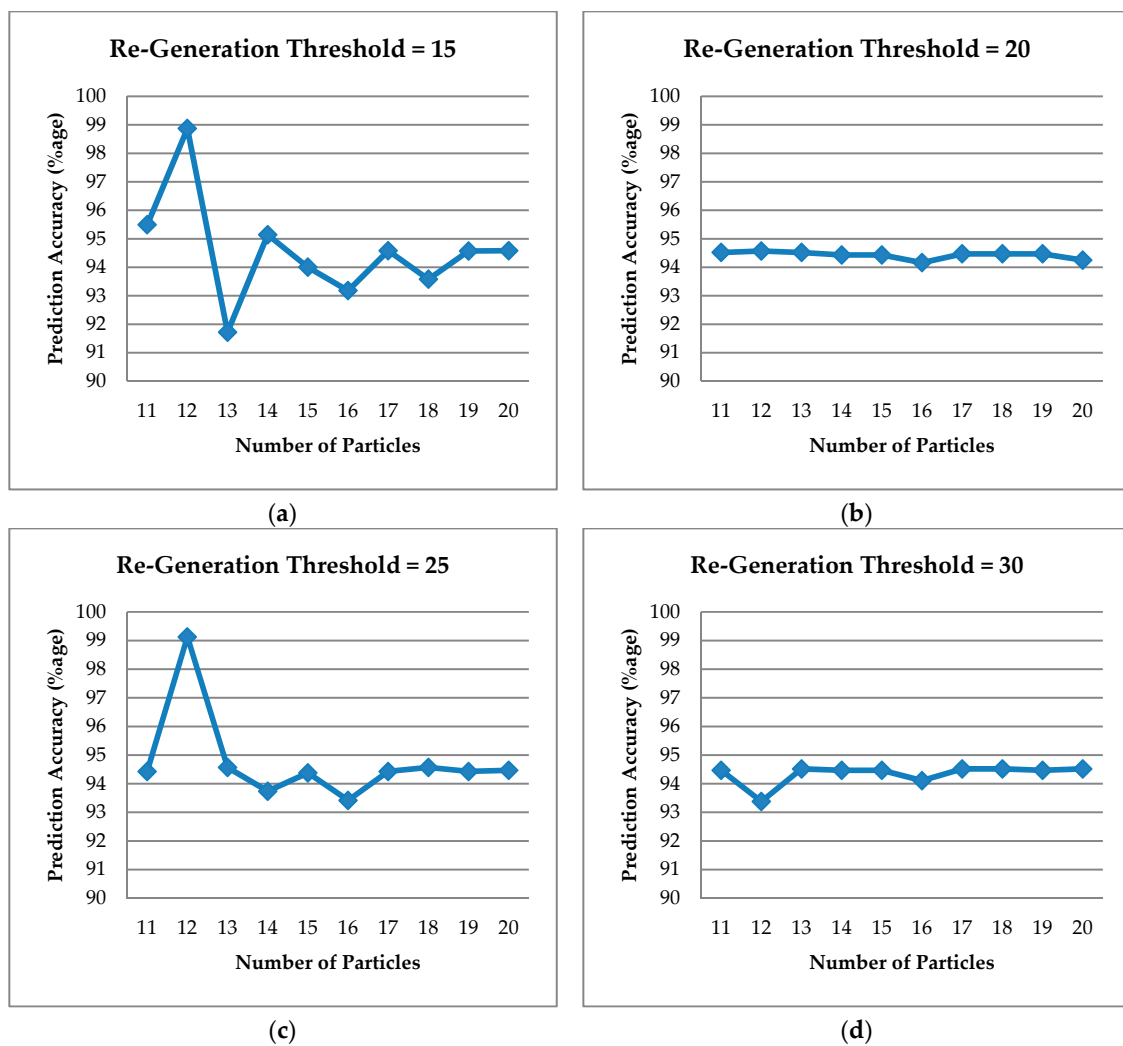 Re-Generation Threshold = 15
100
99
98
97
96
95
94
93
92
91
90
Prediction Accuracy (%age)
11 12 13 14 15 16 17 18 19 20
Number of Particles
(a)
Re-Generation Threshold = 20
100
99
98
97
96
95
94
93
92
91
90
Prediction Accuracy (%age)
11 12 13 14 15 16 17 18 19 20
Number of Particles
(b)
Re-Generation Threshold = 25
100
99
98
97
96
95
94
93
92
91
90
Prediction Accuracy (%age)
11 12 13 14 15 16 17 18 19 20
Number of Particles
(c)
Re-Generation Threshold = 30
100
99
98
97
96
95
94
93
92
91
90
Prediction Accuracy (%age)
11 12 13 14 15 16 17 18 19 20
Number of Particles
(d)